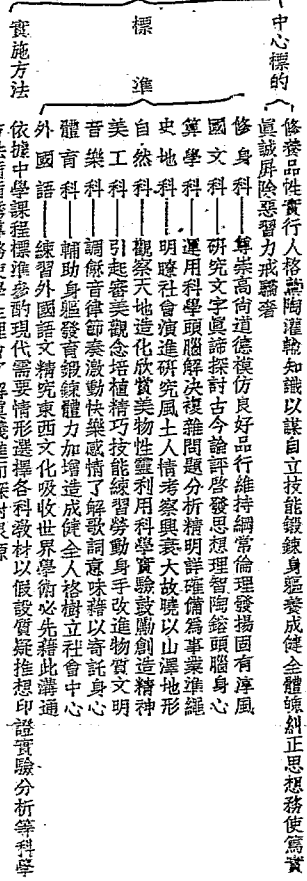 中心標的
修養品性實行人格薰陶灌輸知識以謀自立技能鍛鍊身軀養成健全體魄糾正思想務使篤實
眞誠屏除惡習力戒驕奢
標準
修身科——尊崇高尚道德模仿良好品行維持綱常倫理發揚固有淳風
國文科——研究文字眞諦探討古今論評啓發思想理智陶鎔頭腦身心
算學科——運用科學頭腦解決複雜問題分析精明詳確備爲事業準繩
史地科——明瞭社會演進研究風土人情考察興衰大故曉以山澤地形
自然科——觀察天地造化欣賞美物性靈利用科學實驗鼓勵創造精神
美工科——引起審美觀念培植精巧技能練習勞動身手改進物質文明
音樂科——調龢音律節奏激動快樂感情了解歌詞意味藉以寄託身心
體育科——輔助身軀發育鍛鍊體力加增造成健全人格樹立社會中心
外國語——練習外國語文精究東西文化吸收世界學術必先藉此溝通
實施方法
依據中學課程標準參酌現代需要情形選擇各科敎材以假設質疑推想印證實驗分析等科學